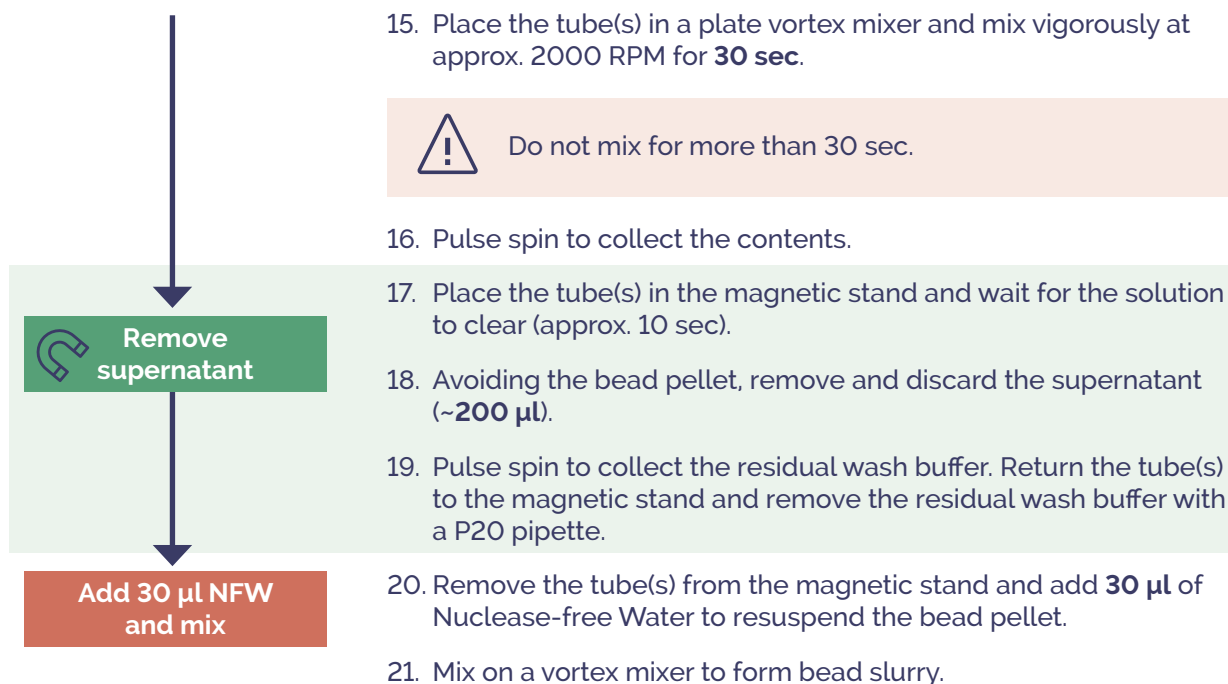 15. Place the tube(s) in a plate vortex mixer and mix vigorously at
approx. 2000 RPM for 30 sec.
Do not mix for more than 30 sec.
16. Pulse spin to collect the contents.
Remove
supernatant
17. Place the tube(s) in the magnetic stand and wait for the solution
to clear (approx. 10 sec).
18. Avoiding the bead pellet, remove and discard the supernatant
(~200 µl).
19. Pulse spin to collect the residual wash buffer. Return the tube(s)
to the magnetic stand and remove the residual wash buffer with
a P20 pipette.
Add 30 µl NFW
and mix
20. Remove the tube(s) from the magnetic stand and add 30 µl of
Nuclease-free Water to resuspend the bead pellet.
21. Mix on a vortex mixer to form bead slurry.